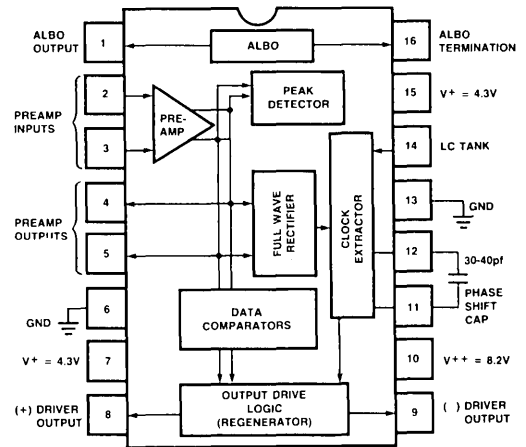 ALBO
OUTPUT
1
ALBO
16
ALBO
TERMINATION
PREAMP
INPUTS
2
3
PRE-
AMP
PEAK
DETECTOR
15
V+ = 4.3V
14
LC TANK
PREAMP
OUTPUTS
4
5
FULL WAVE
RECTIFIER
CLOCK
EXTRACTOR
13
GND
12
30-40pf
11
PHASE
SHIFT
CAP
GND
6
DATA
COMPARATORS
V+ = 4.3V
7
10
V++ = 8.2V
(+) DRIVER
OUTPUT
8
OUTPUT DRIVE
LOGIC
(REGENERATOR)
9
( ) DRIVER
OUTPUT